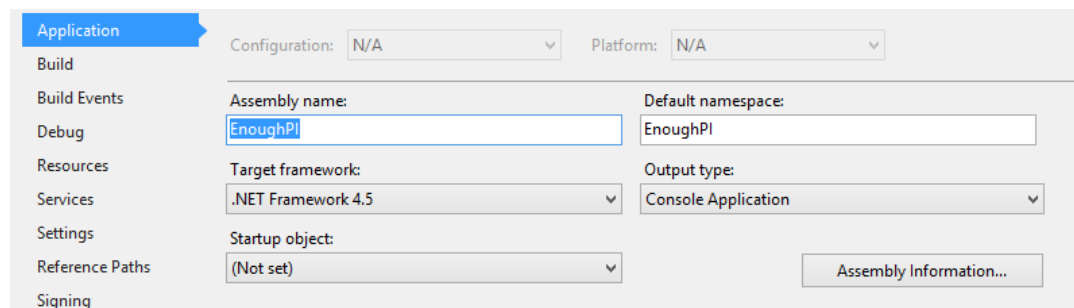 Application
Build
Build Events
Debug
Resources
Services
Settings
Reference Paths
Signing
Configuration: N/A Platform: N/A
Assembly name: Default namespace:
EnoughPI EnoughPI
Target framework: Output type:
.NET Framework 4.5 Console Application
Startup object:
(Not set) Assembly Information...